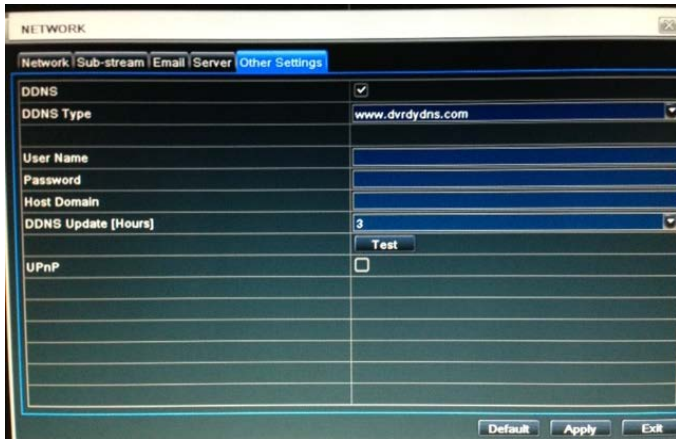 NETWORK
Network Sub-stream Email Server Other Settings
DDNS
DDNS Type www.dvrdydns.com
User Name
Password
Host Domain
DDNS Update [Hours] 3
Test
UPnP
Default Apply Exit